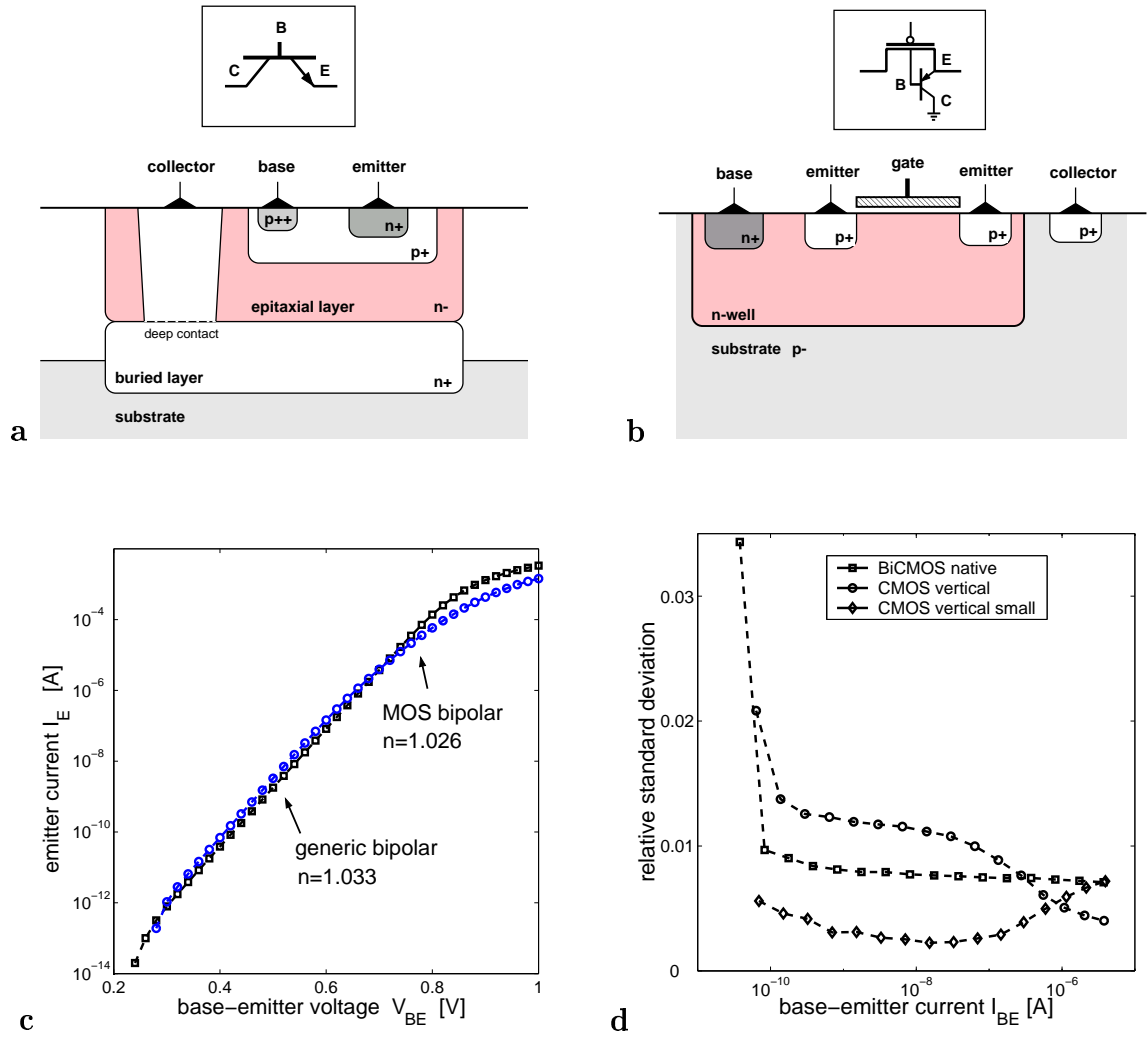 B
C
E
collector
base
emitter
p++
n+
p+
epitaxial layer
n-
deep contact
buried layer
n+
substrate
a
E
B
C
base
emitter
gate
emitter
collector
n+
p+
p+
p+
n-well
substrate p-
b
emitter current I_E [A]
10^−4
10^−6
10^−8
10^−10
10^−12
10^−14
MOS bipolar
n=1.026
generic bipolar
n=1.033
0.2
0.4
0.6
0.8
1
base−emitter voltage V_BE [V]
c
relative standard deviation
0.03
0.02
0.01
0
BiCMOS native
CMOS vertical
CMOS vertical small
10^−10
10^−8
10^−6
base−emitter current I_BE [A]
d